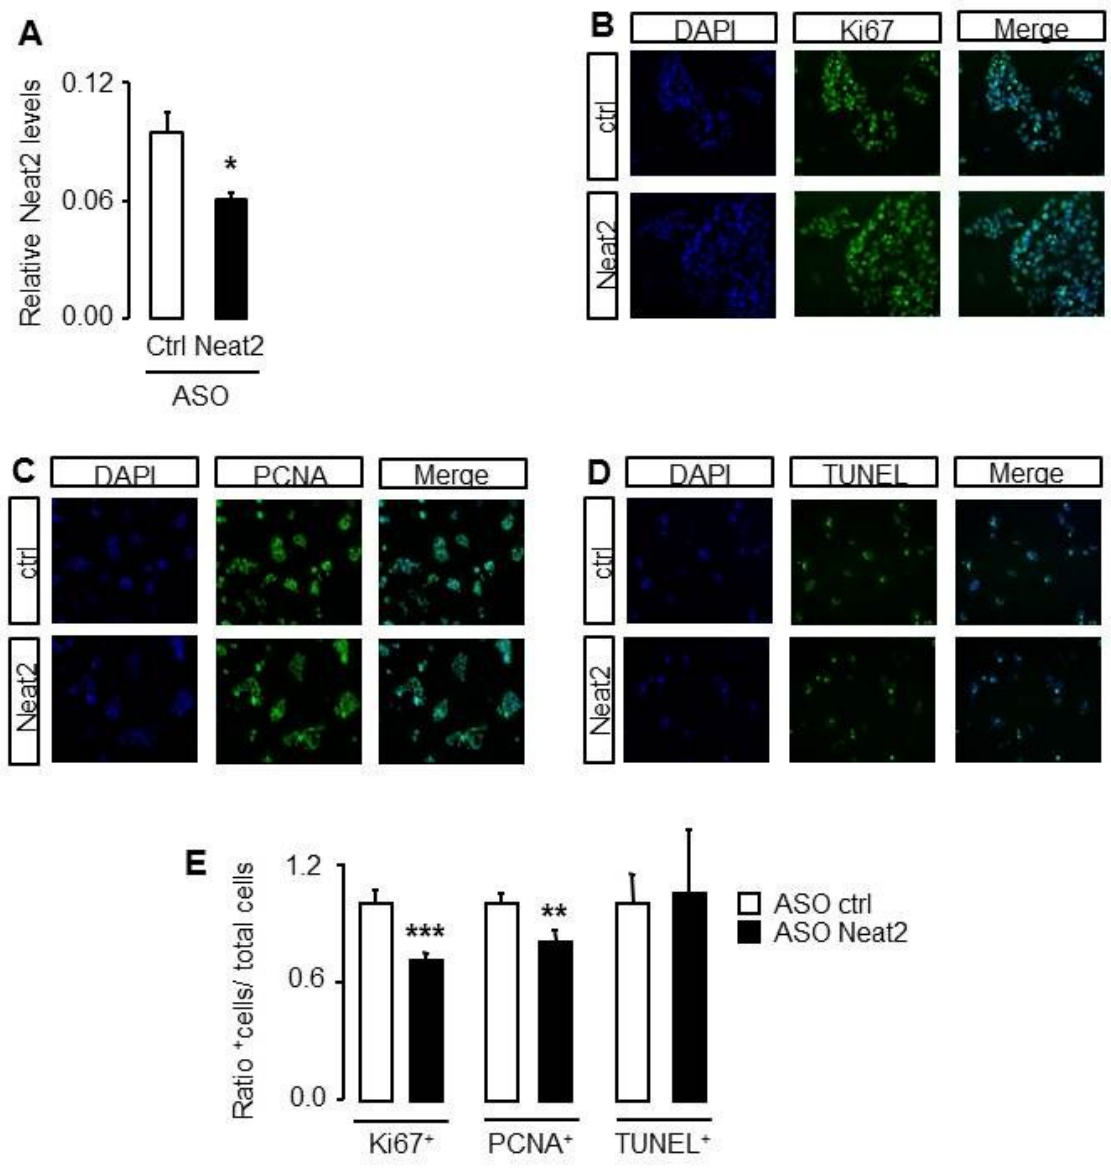 A
Relative Neat2 levels
0.12
0.06
0.00
*
Ctrl Neat2
ASO
B
DAPI Ki67 Merge
ctrl
Neat2
C
DAPI PCNA Merge
ctrl
Neat2
D
DAPI TUNEL Merge
ctrl
Neat2
E
Ratio ⁺cells/ total cells
1.2
0.6
0.0
***
**
Ki67⁺ PCNA⁺ TUNEL⁺
ASO ctrl
ASO Neat2